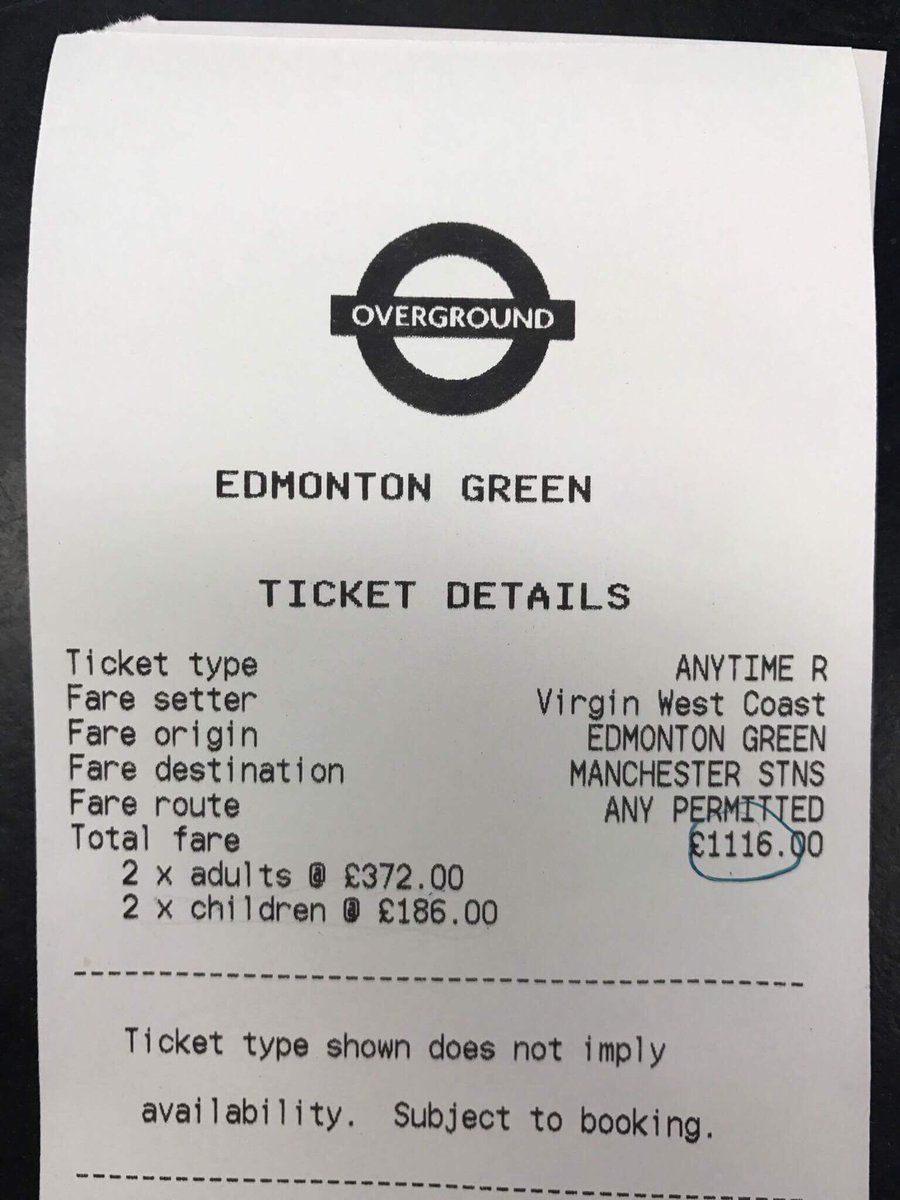 OVERGROUND
EDMONTON GREEN
TICKET DETAILS
Ticket type ANYTIME R
Fare setter Virgin West Coast
Fare origin EDMONTON GREEN
Fare destination MANCHESTER STNS
Fare route ANY PERMITTED
Total fare £1116.00
2 x adults @ £372.00
2 x children @ £186.00
--------------------------------------------
Ticket type shown does not imply
availability. Subject to booking.
--------------------------------------------